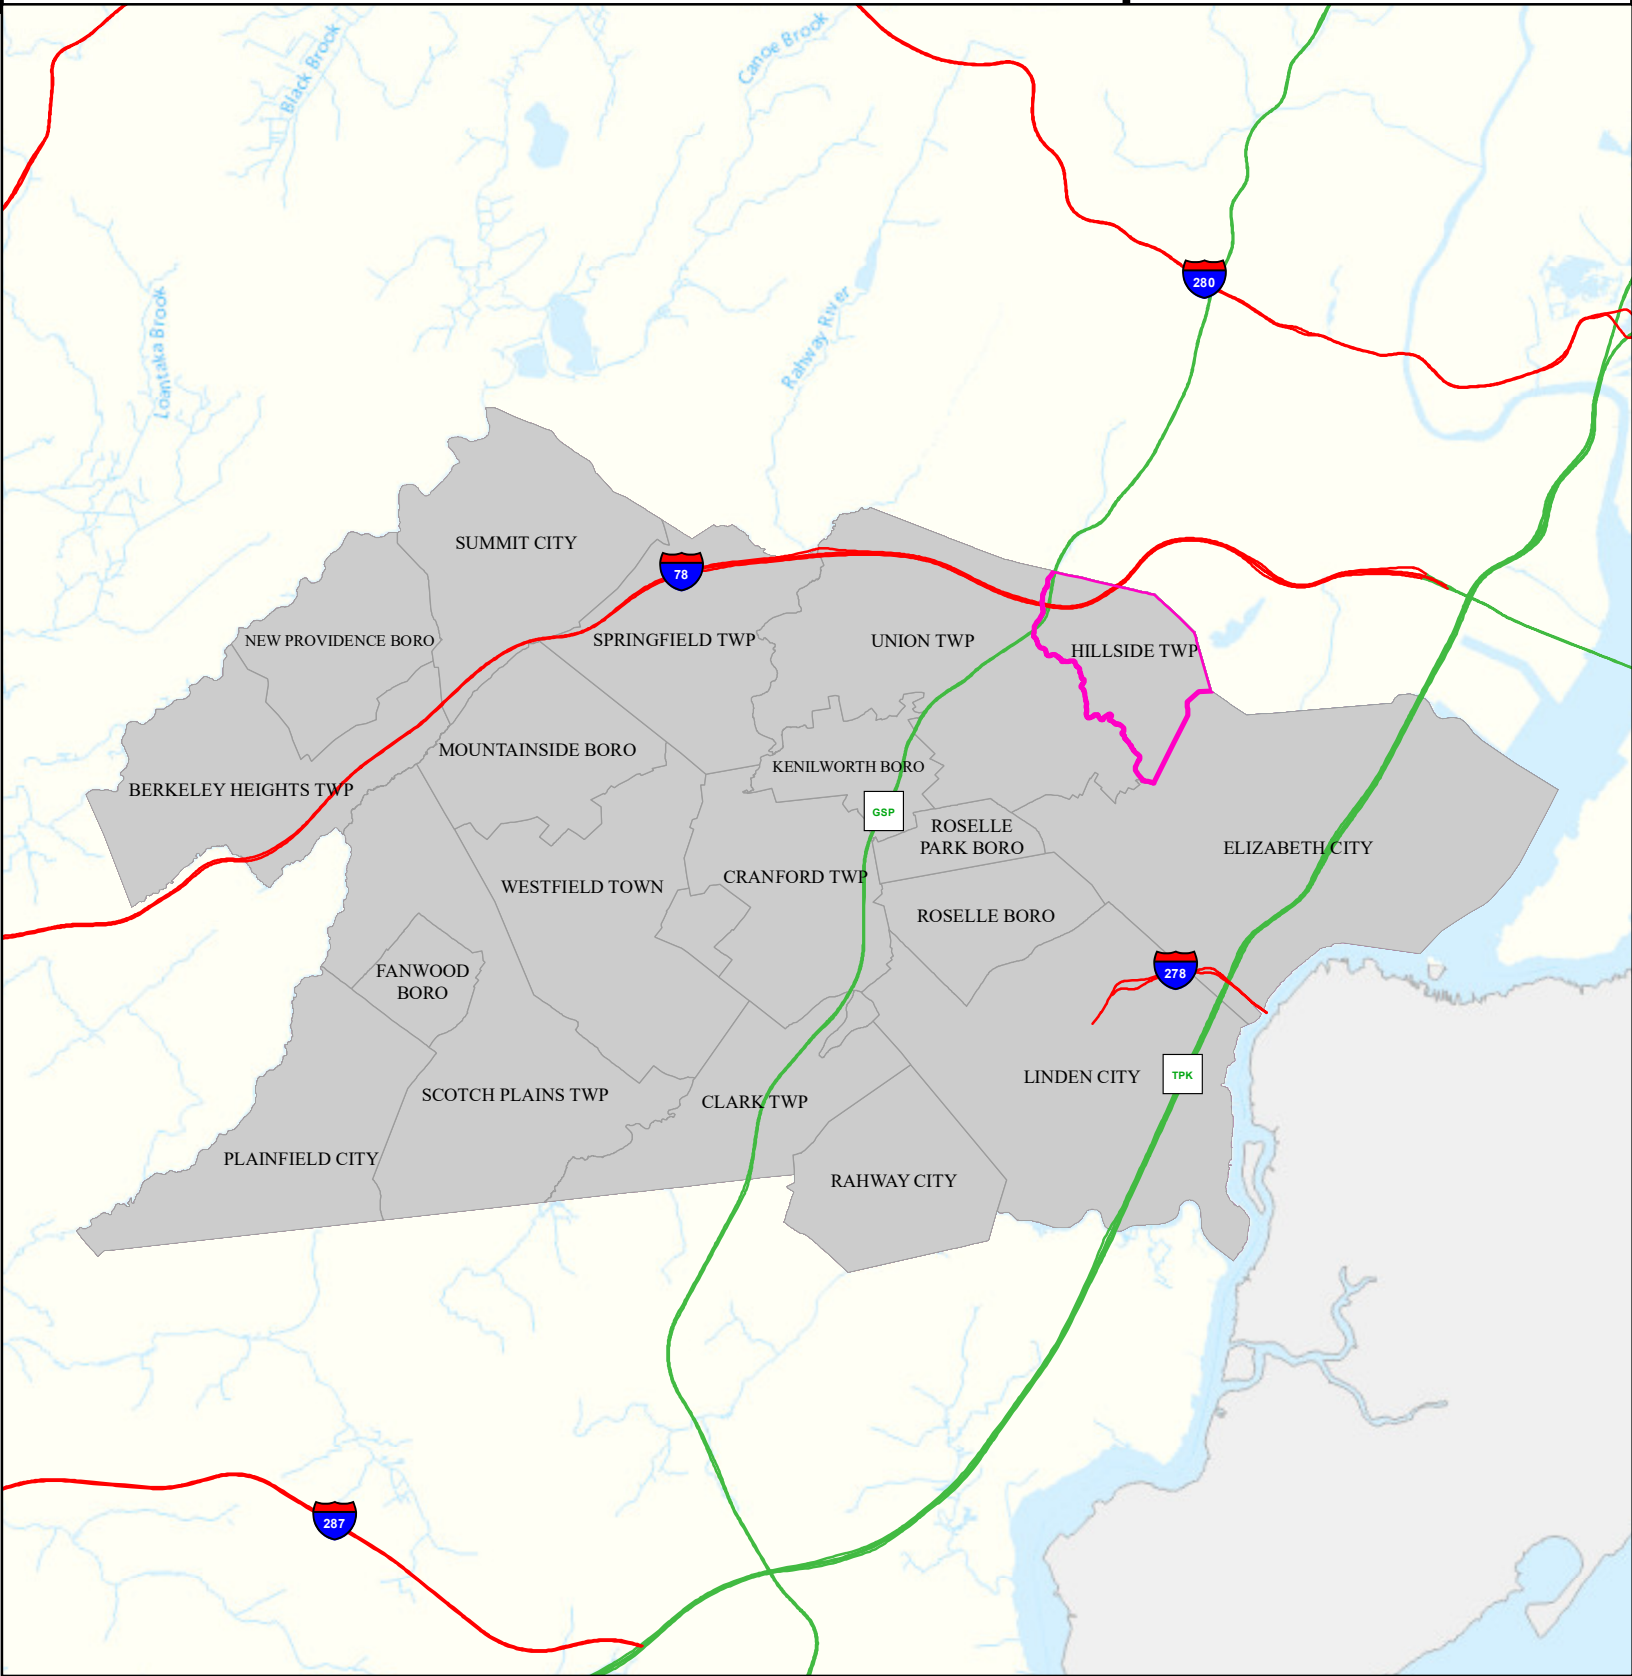 Black Brook
Canoe Brook
280
Loantaka Brook
Rahway River
SUMMIT CITY
78
NEW PROVIDENCE BORO
SPRINGFIELD TWP
UNION TWP
HILLSIDE TWP
MOUNTAINSIDE BORO
KENILWORTH BORO
BERKELEY HEIGHTS TWP
GSP
ROSELLE
PARK BORO
ELIZABETH CITY
WESTFIELD TOWN
CRANFORD TWP
ROSELLE BORO
FANWOOD
BORO
278
LINDEN CITY
TPK
SCOTCH PLAINS TWP
CLARK TWP
PLAINFIELD CITY
RAHWAY CITY
287